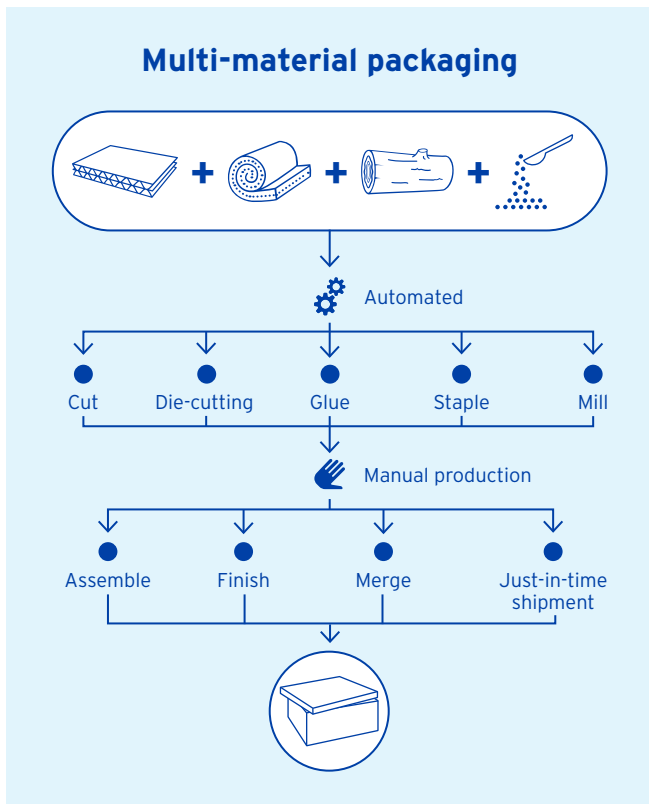 Multi-material packaging
Automated
Cut
Die-cutting
Glue
Staple
Mill
Manual production
Assemble
Finish
Merge
Just-in-time
shipment